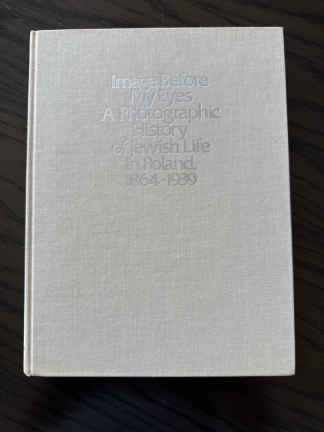 Image Before
My Eyes
A Photographic
History
of Jewish Life
in Poland,
1864-1939